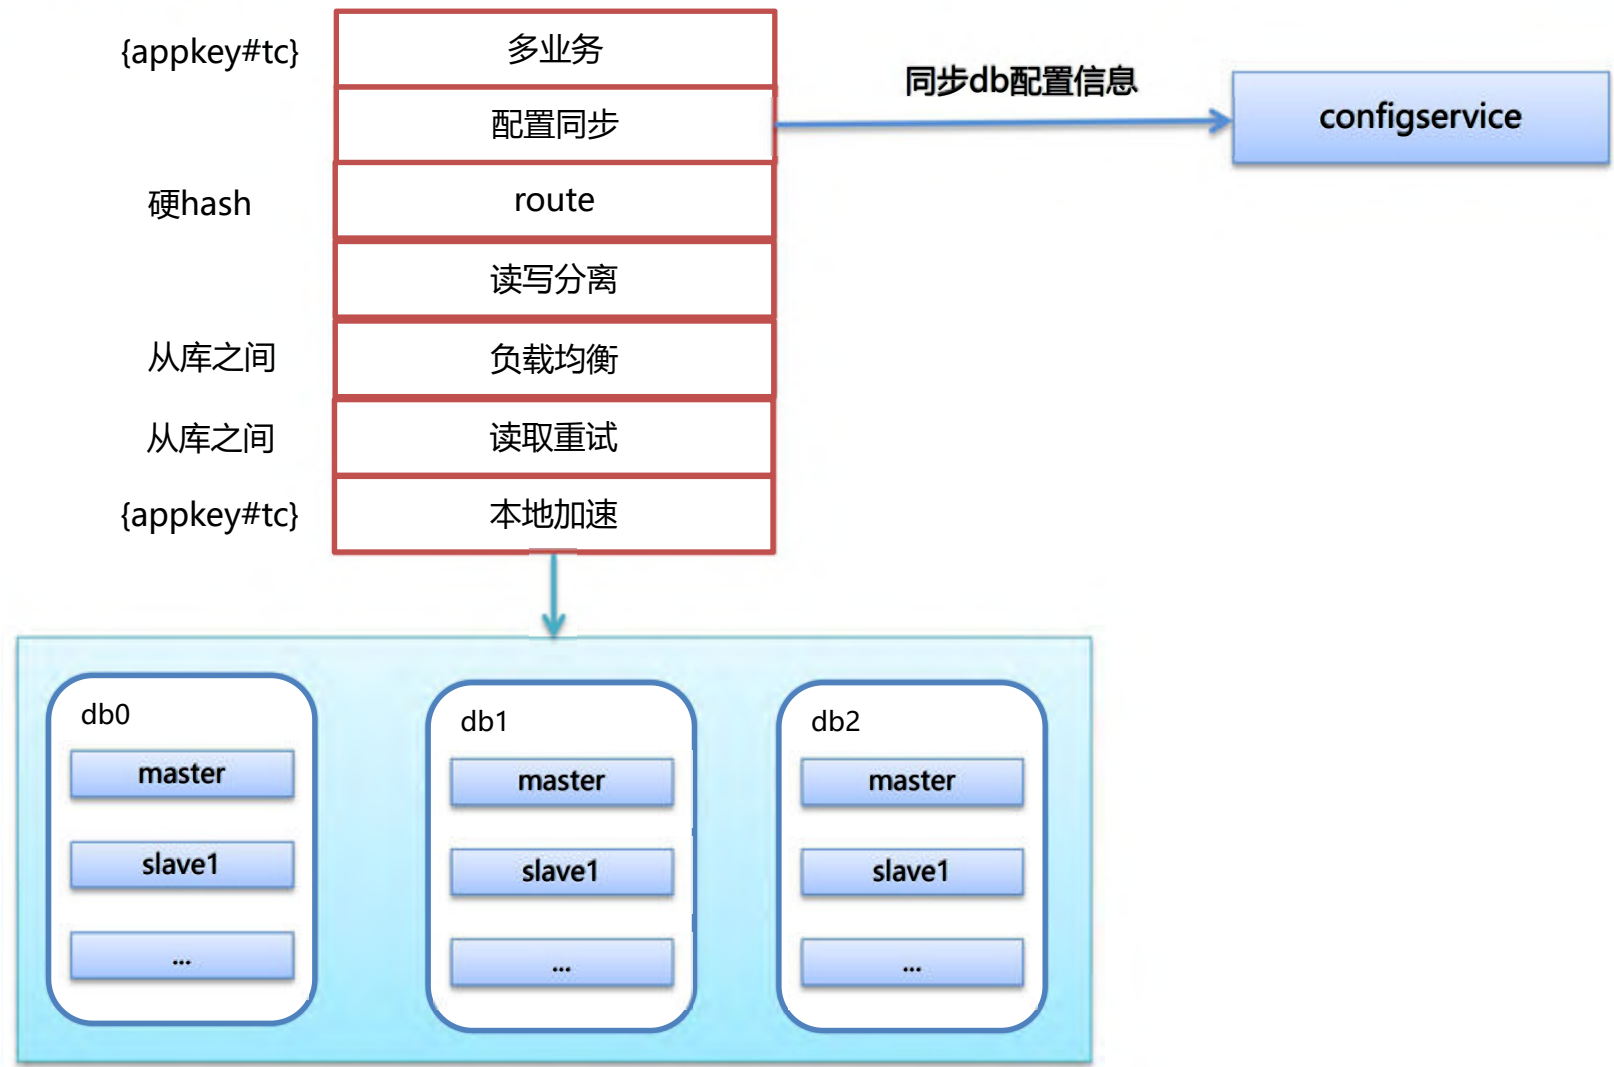 {appkey#tc}
多业务
配置同步
同步db配置信息
configservice
硬hash
route
读写分离
从库之间
负载均衡
从库之间
读取重试
{appkey#tc}
本地加速
db0
master
slave1
...
db1
master
slave1
...
db2
master
slave1
...